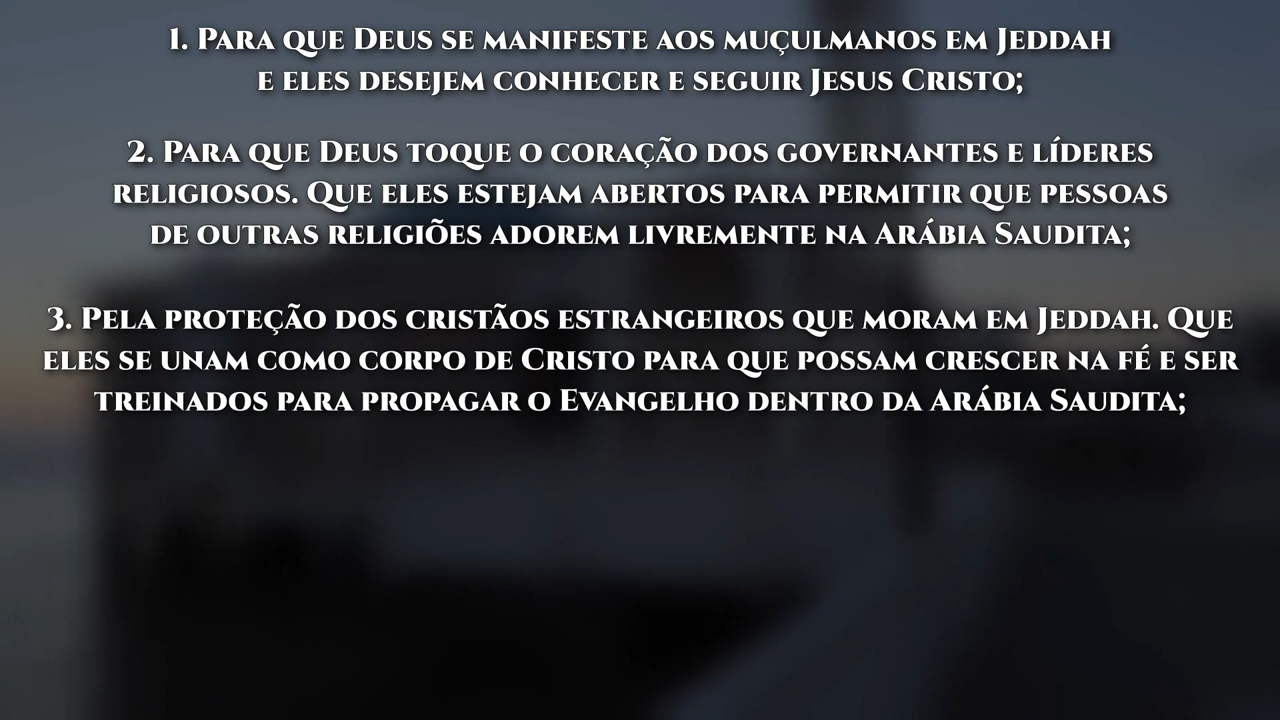 1. Para que Deus se manifeste aos muçulmanos em Jeddah
e eles desejem conhecer e seguir Jesus Cristo;
2. Para que Deus toque o coração dos governantes e líderes
religiosos. Que eles estejam abertos para permitir que pessoas
de outras religiões adorem livremente na Arábia Saudita;
3. Pela proteção dos cristãos estrangeiros que moram em Jeddah. Que
eles se unam como corpo de Cristo para que possam crescer na fé e ser
treinados para propagar o Evangelho dentro da Arábia Saudita;